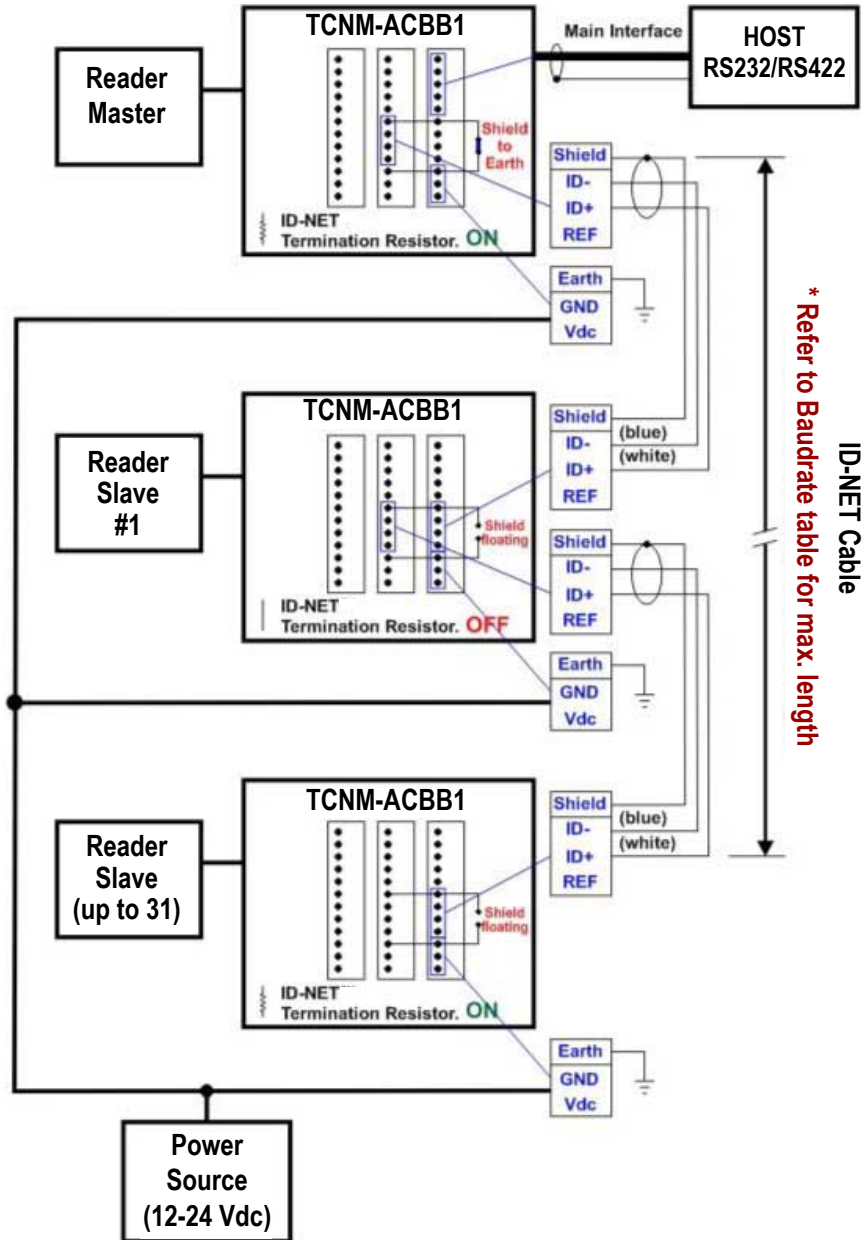 TCNM-ACBB1
Reader
Master
Main Interface
HOST
RS232/RS422
Shield
to
Earth
ID-NET
Termination Resistor. ON
Shield
ID-
ID+
REF
Earth
GND
Vdc
TCNM-ACBB1
Reader
Slave
#1
Shield
floating
ID-NET
Termination Resistor. OFF
Shield
ID-
(blue)
ID+
(white)
REF
Shield
ID-
ID+
REF
Earth
GND
Vdc
TCNM-ACBB1
Reader
Slave
(up to 31)
Shield
floating
ID-NET
Termination Resistor. ON
Shield
ID-
(blue)
ID+
(white)
REF
Earth
GND
Vdc
Power
Source
(12-24 Vdc)
ID-NET Cable
* Refer to Baudrate table for max. length